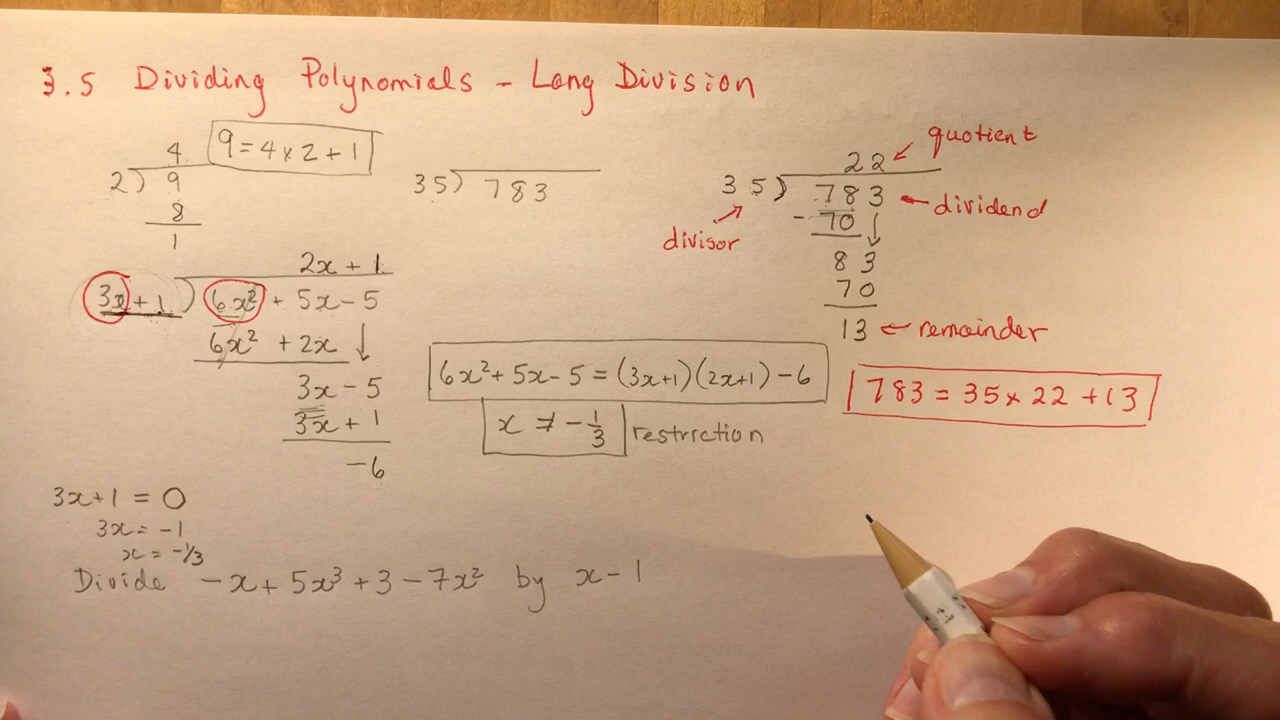 3.5 Dividing Polynomials - Long Division
4
2) 9
8
1
9 = 4 x 2 + 1
35) 783
22 ← quotient
35) 783 ← dividend
divisor
- 70 ↓
83
70
13 ← remainder
783 = 35 x 22 + 13
2x + 1
3x + 1) 6x² + 5x - 5
6x² + 2x ↓
3x - 5
3x + 1
-6
6x² + 5x - 5 = (3x+1)(2x+1) - 6
x ≠ -1/3 restriction
3x+1 = 0
3x = -1
x = -1/3
Divide -x + 5x³ + 3 - 7x² by x - 1